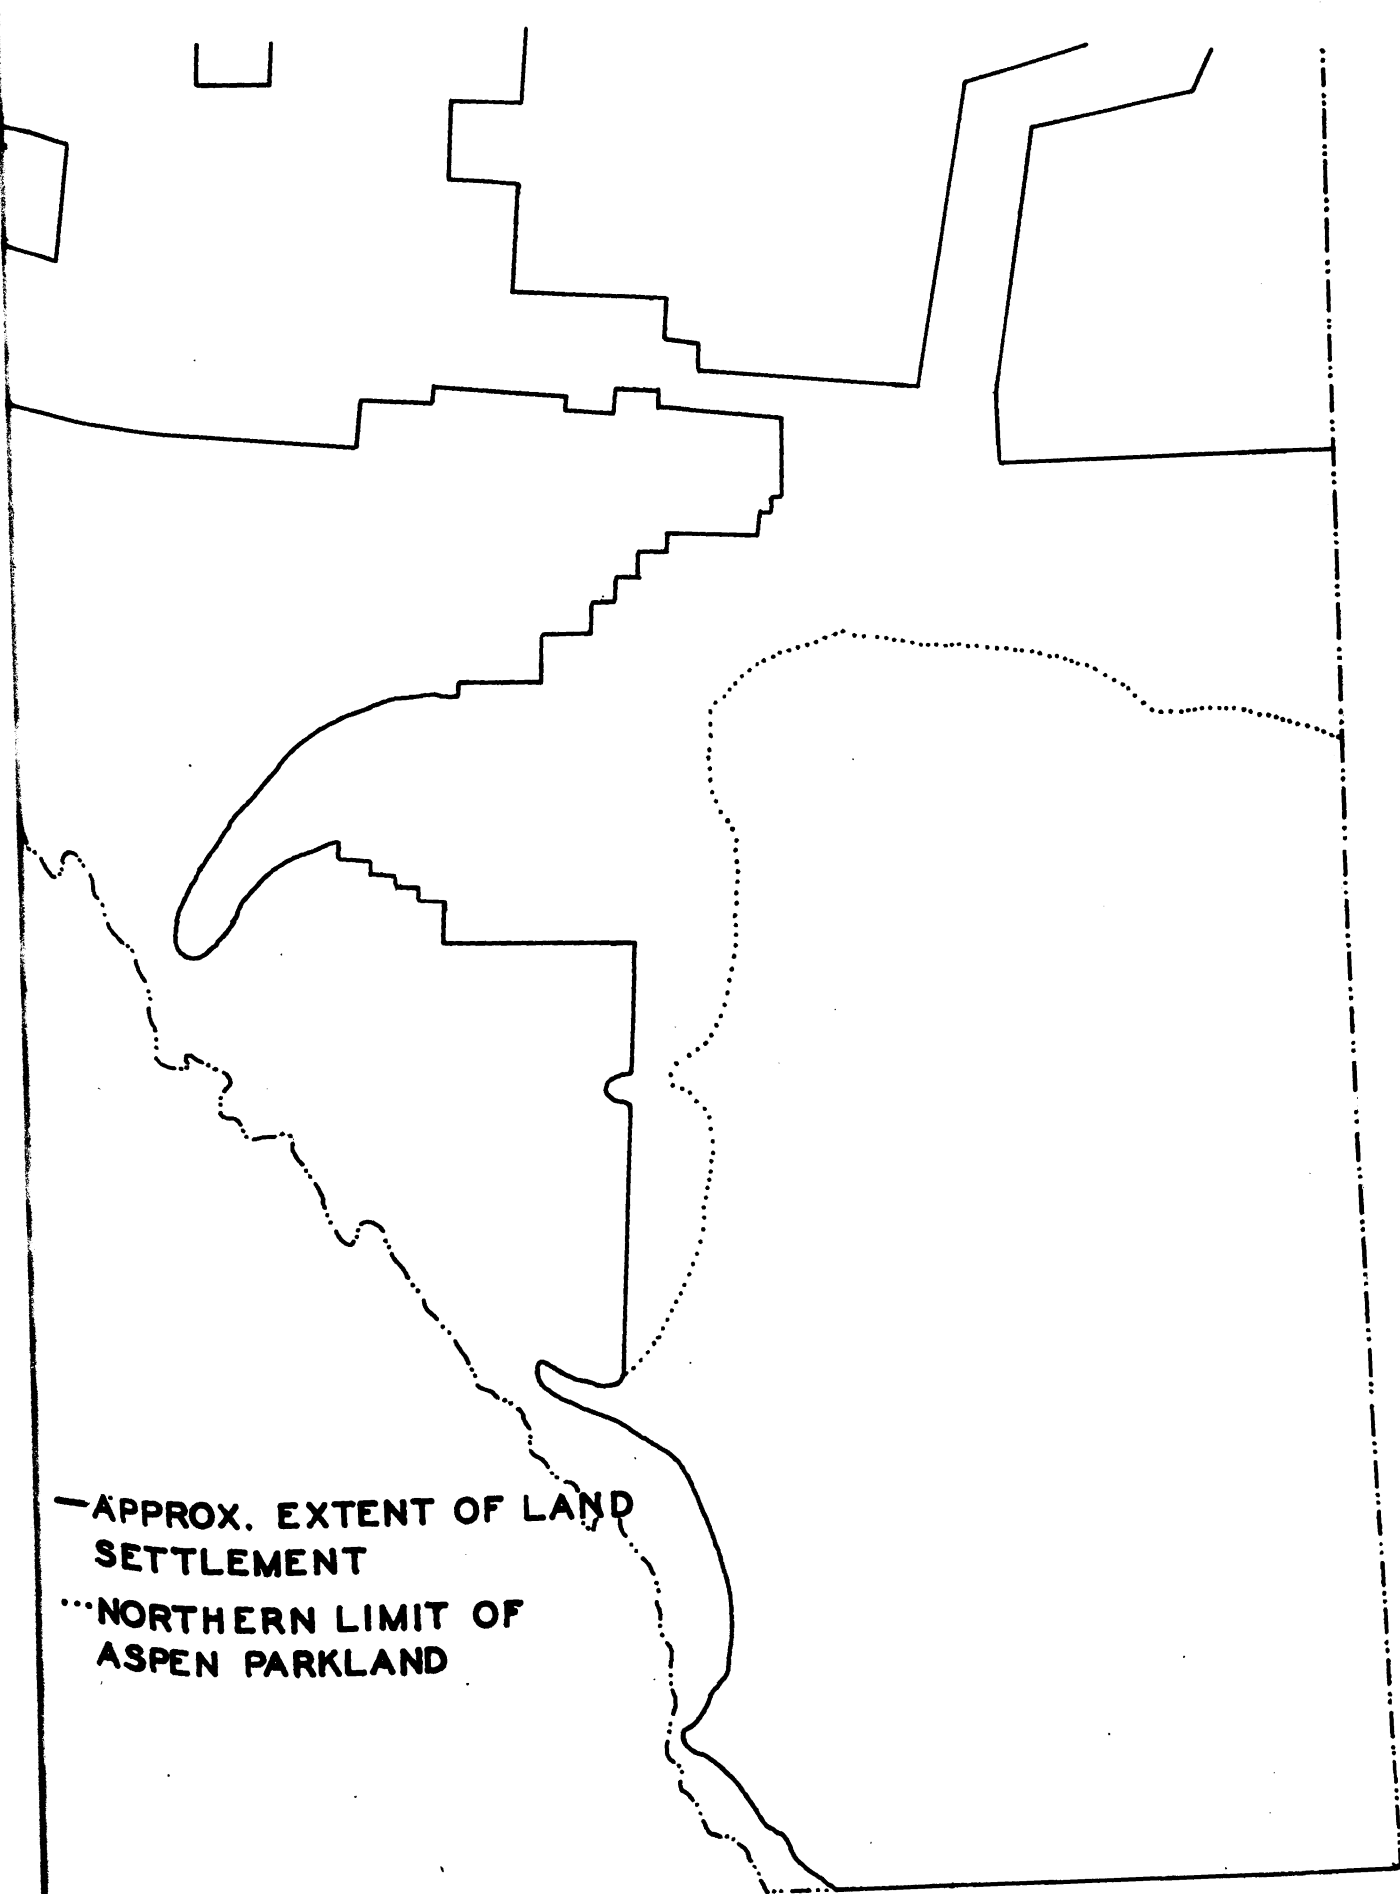 APPROX. EXTENT OF LAND
SETTLEMENT
NORTHERN LIMIT OF
ASPEN PARKLAND